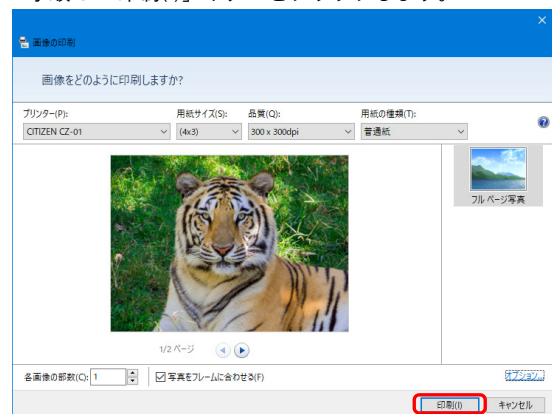 画像の印刷
画像をどのように印刷しますか?
プリンター(P):
用紙サイズ(S):
品質(Q):
用紙の種類(T):
CITIZEN CZ-01
(4x3)
300 x 300dpi
普通紙
フル ページ写真
1/2 ページ
各画像の部数(C):
1
写真をフレームに合わせる(F)
オプション...
印刷(I)
キャンセル